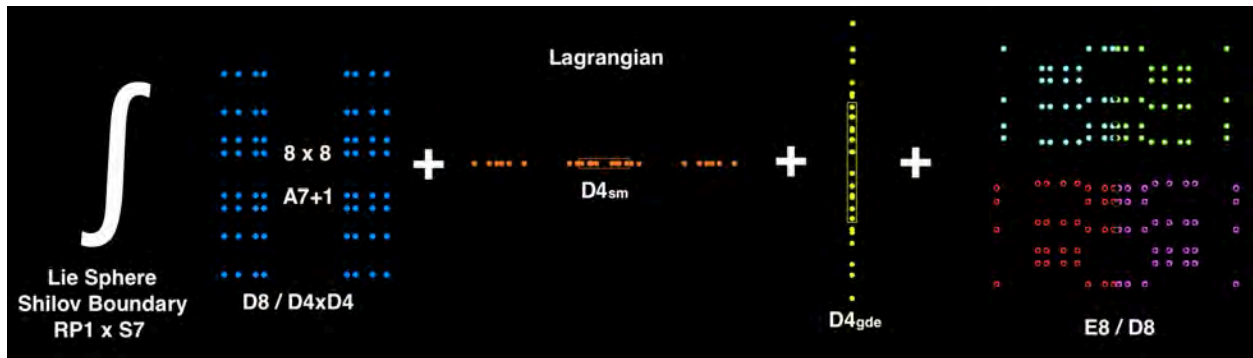 Lagrangian
∫
8 x 8
A7+1
+
+
+
D4sm
Lie Sphere
Shilov Boundary
RP1 x S7
D8 / D4xD4
D4gde
E8 / D8